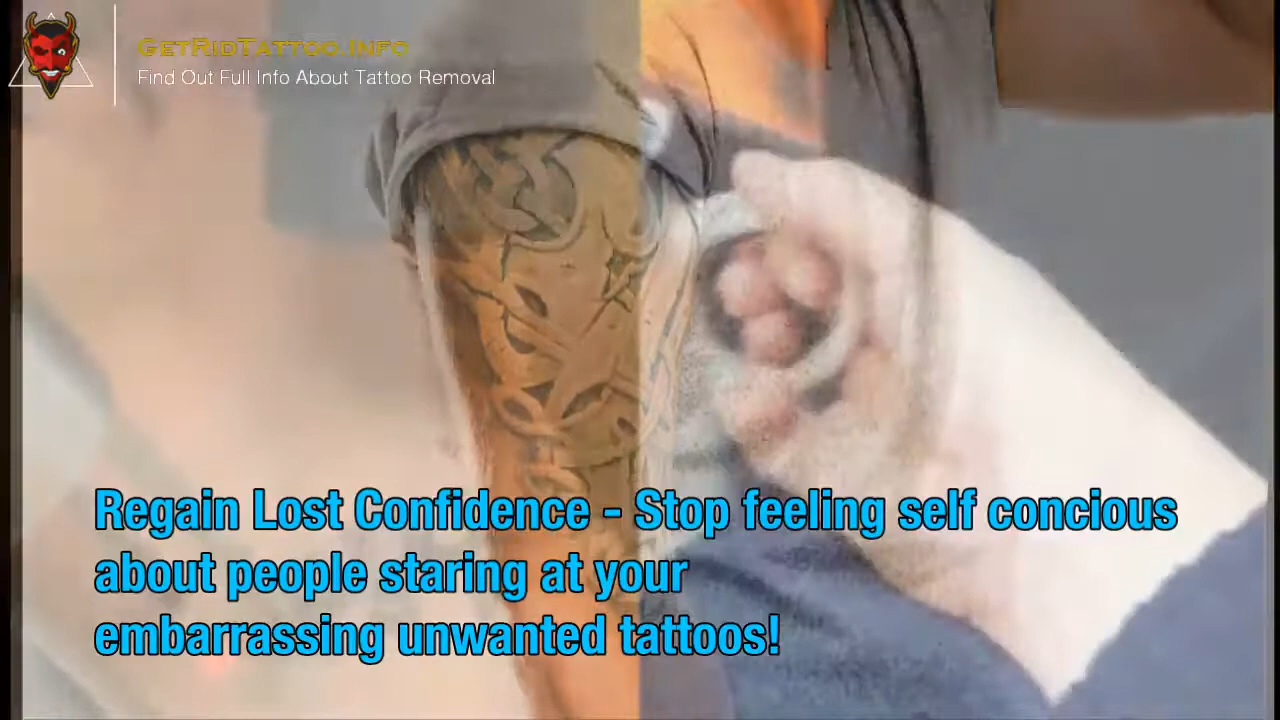 GetRidTattoo.Info
Find Out Full Info About Tattoo Removal
Regain Lost Confidence - Stop feeling self concious
about people staring at your
embarrassing unwanted tattoos!